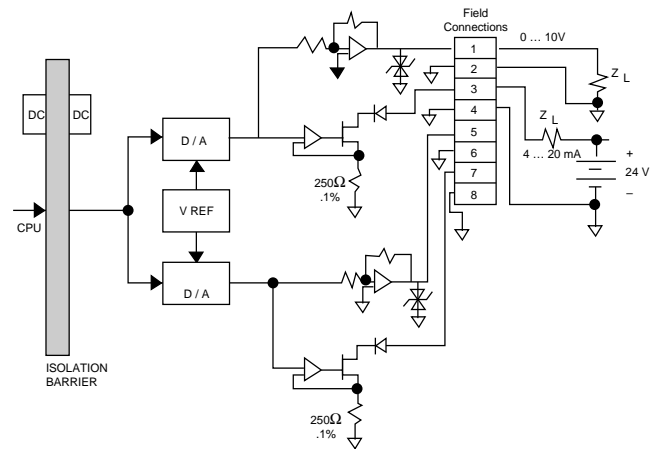 Field
Connections
1
2
3
4
5
6
7
8
0 ... 10V
Z L
Z L
4 ... 20 mA
+
24 V
–
DC
DC
D / A
V REF
D / A
CPU
250Ω
.1%
250Ω
.1%
ISOLATION
BARRIER